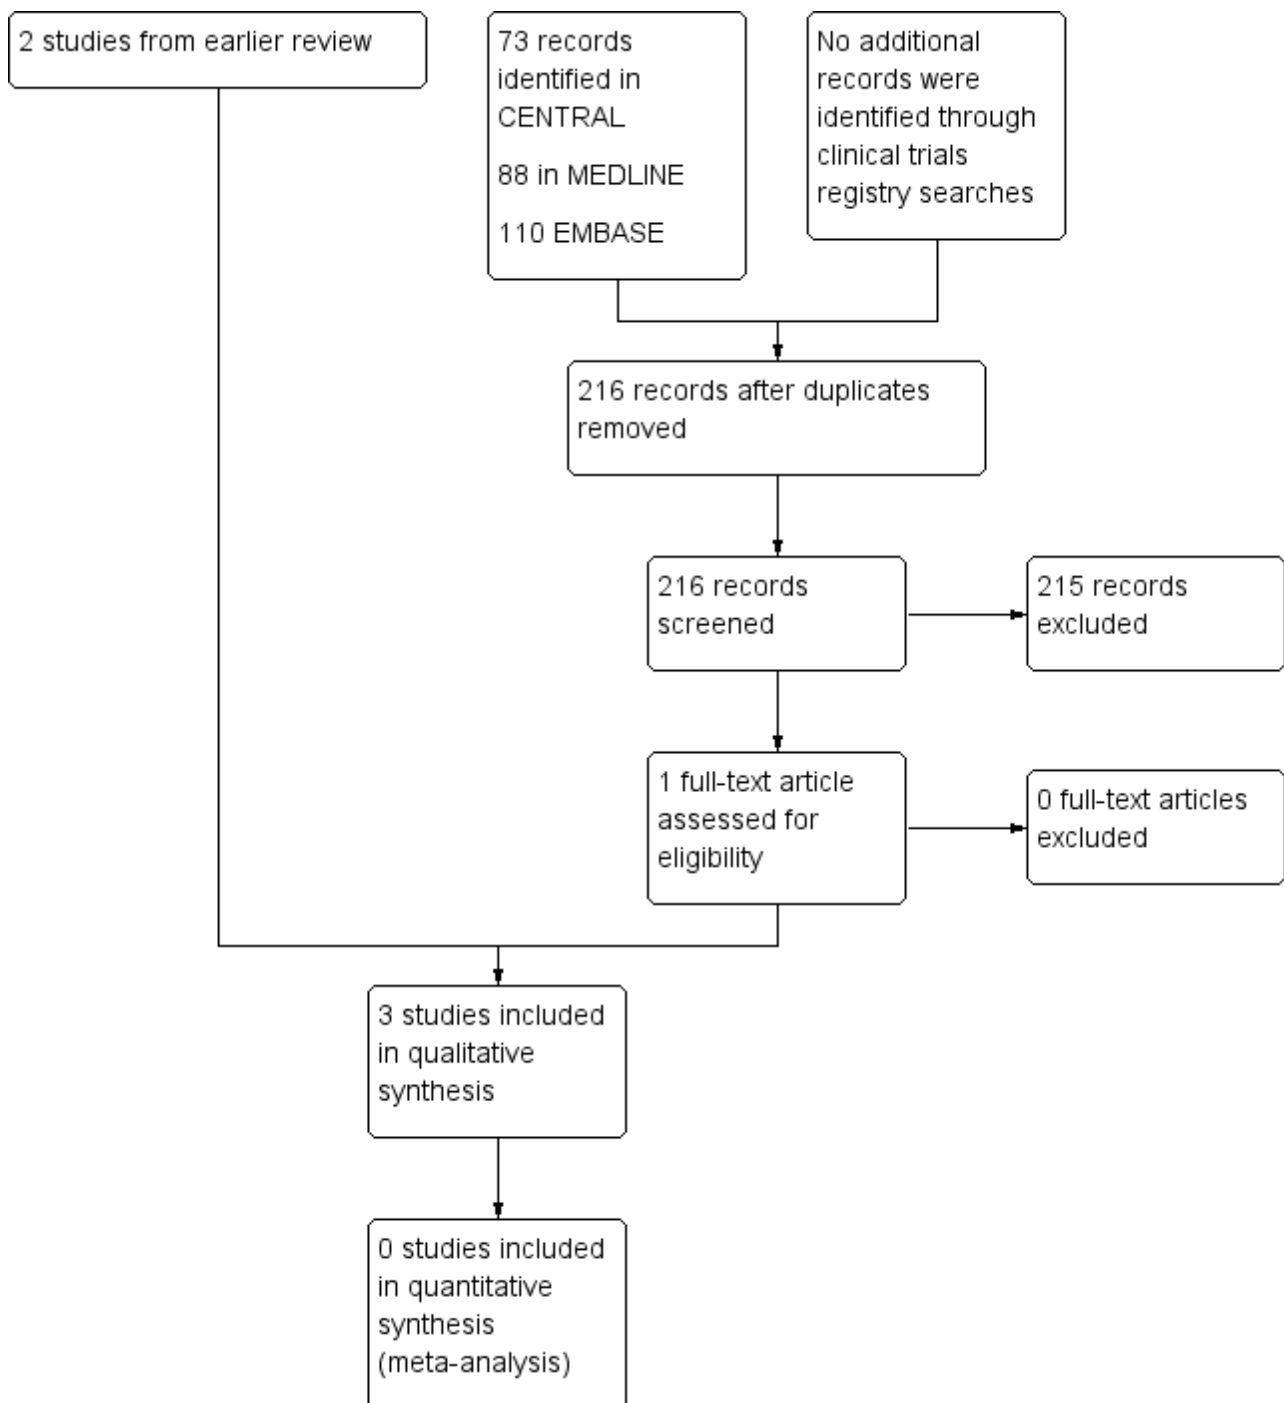 2 studies from earlier review
73 records
identified in
CENTRAL
88 in MEDLINE
110 EMBASE
No additional
records were
identified through
clinical trials
registry searches
216 records after duplicates
removed
216 records
screened
215 records
excluded
1 full-text article
assessed for
eligibility
0 full-text articles
excluded
3 studies included
in qualitative
synthesis
0 studies included
in quantitative
synthesis
(meta-analysis)